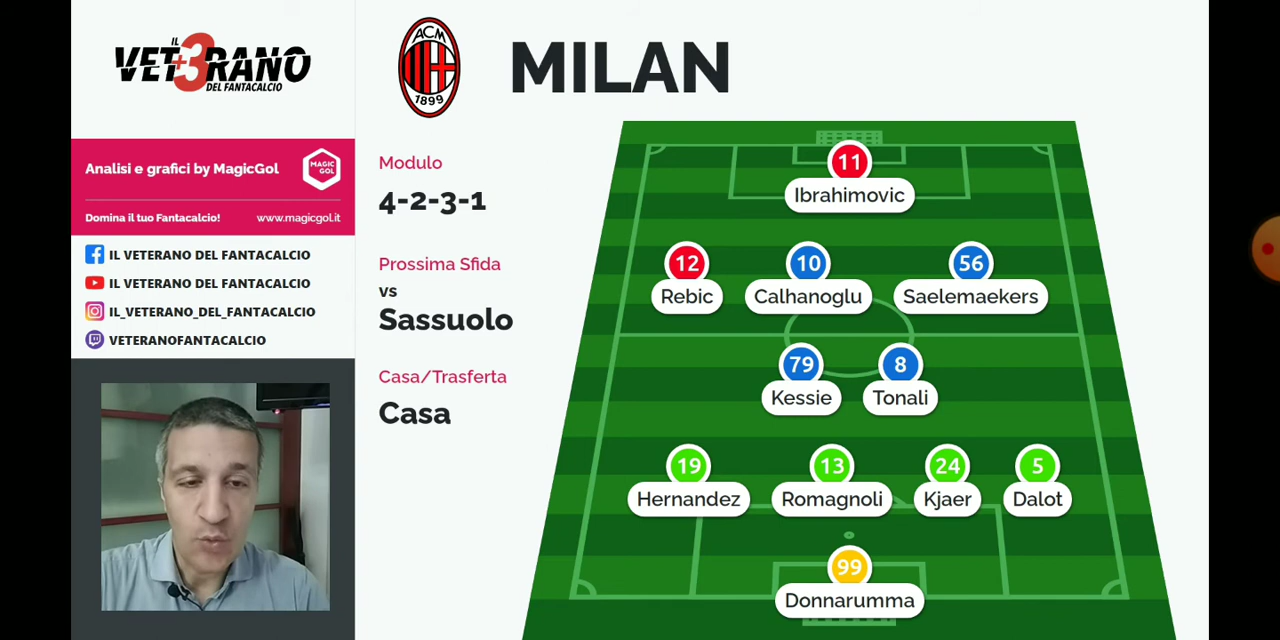 IL
VET+3RANO
DEL FANTACALCIO
Analisi e grafici by MagicGol
MAGIC
GOL
Domina il tuo Fantacalcio!
www.magicgol.it
IL VETERANO DEL FANTACALCIO
IL VETERANO DEL FANTACALCIO
IL_VETERANO_DEL_FANTACALCIO
VETERANOFANTACALCIO
ACM
1899
MILAN
Modulo
4-2-3-1
Prossima Sfida
vs
Sassuolo
Casa/Trasferta
Casa
11
Ibrahimovic
12
Rebic
10
Calhanoglu
56
Saelemaekers
79
Kessie
8
Tonali
19
Hernandez
13
Romagnoli
24
Kjaer
5
Dalot
99
Donnarumma